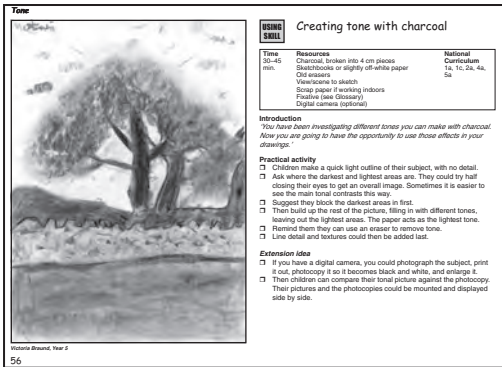 Tone
USING
SKILL
Creating tone with charcoal
Time
30–45
min.
Resources
Charcoal, broken into 4 cm pieces
Sketchbooks or slightly off-white paper
Old erasers
View/scene to sketch
Scrap paper if working indoors
Fixative (see Glossary)
Digital camera (optional)
National
Curriculum
1a, 1c, 2a, 4a,
5a
Introduction
'You have been investigating different tones you can make with charcoal.
Now you are going to have the opportunity to use those effects in your
drawings.'
Practical activity
❒ Children make a quick light outline of their subject, with no detail.
❒ Ask where the darkest and lightest areas are. They could try half
closing their eyes to get an overall image. Sometimes it is easier to
see the main tonal contrasts this way.
❒ Suggest they block the darkest areas in first.
❒ Then build up the rest of the picture, filling in with different tones,
leaving out the lightest areas. The paper acts as the lightest tone.
❒ Remind them they can use an eraser to remove tone.
❒ Line detail and textures could then be added last.
Extension idea
❒ If you have a digital camera, you could photograph the subject, print
it out, photocopy it so it becomes black and white, and enlarge it.
❒ Then children can compare their tonal picture against the photocopy.
Their pictures and the photocopies could be mounted and displayed
side by side.
Victoria Braund, Year 5
56